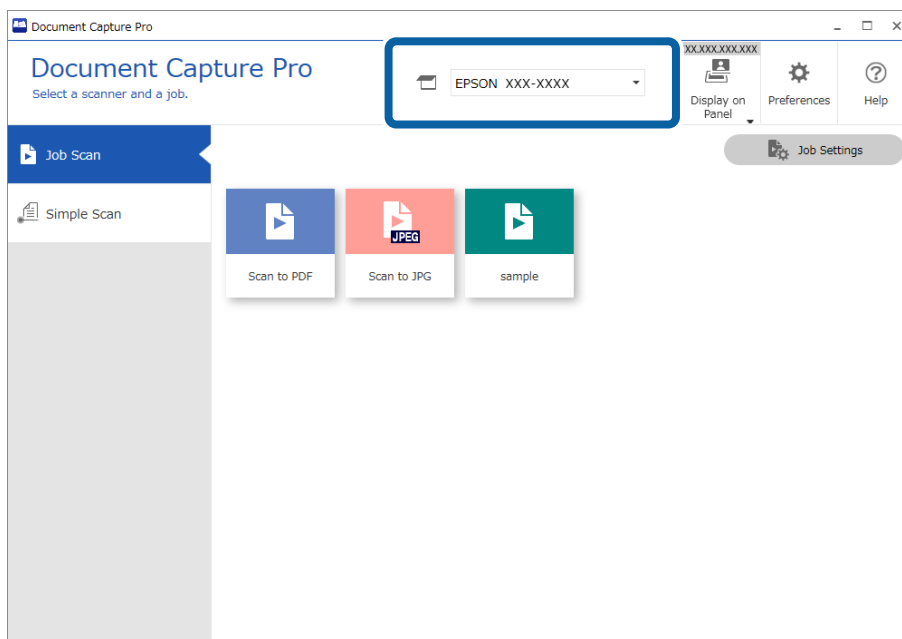 Document Capture Pro
Document Capture Pro
Select a scanner and a job.
EPSON XXX-XXXX
XX.XXX.XXX.XXX
Display on
Panel
Preferences
Help
Job Scan
Job Settings
Simple Scan
JPEG
Scan to PDF
Scan to JPG
sample